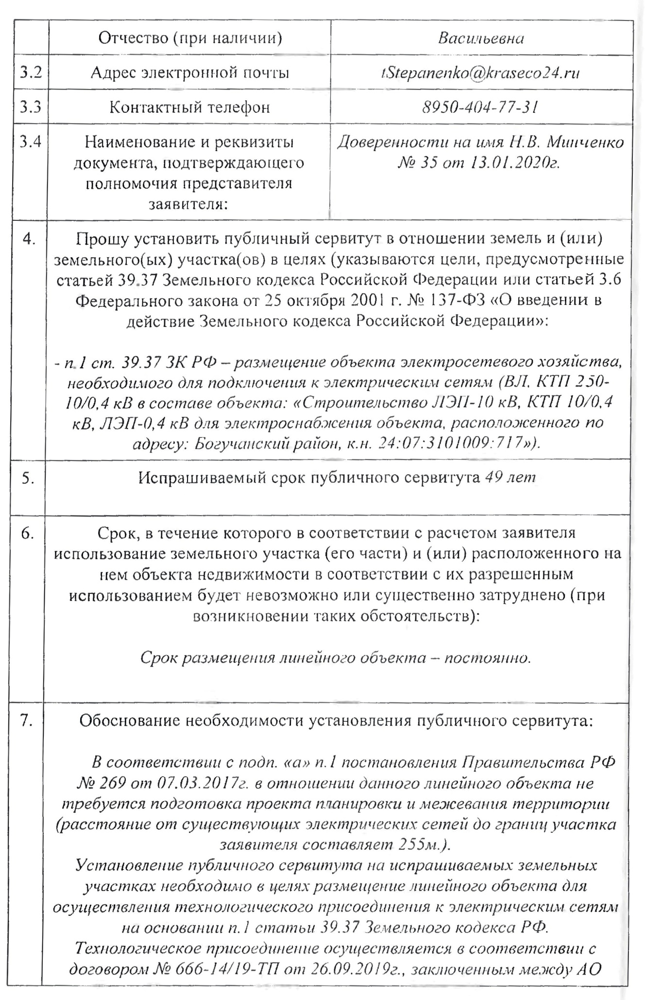 Отчество (при наличии) Васильевна
3.2 Адрес электронной почты tStepanenko@kraseco24.ru
3.3 Контактный телефон 8950-404-77-31
3.4 Наименование и реквизиты Доверенности на имя Н.В. Минченко
документа, подтверждающего № 35 от 13.01.2020г.
полномочия представителя
заявителя:
4. Прошу установить публичный сервитут в отношении земель и (или)
земельного(ых) участка(ов) в целях (указываются цели, предусмотренные
статьей 39.37 Земельного кодекса Российской Федерации или статьей 3.6
Федерального закона от 25 октября 2001 г. № 137-ФЗ «О введении в
действие Земельного кодекса Российской Федерации»:
- п.1 ст. 39.37 ЗК РФ – размещение объекта электросетевого хозяйства,
необходимого для подключения к электрическим сетям (ВЛ, КТП 250-
10/0,4 кВ в составе объекта: «Строительство ЛЭП-10 кВ, КТП 10/0,4
кВ, ЛЭП-0,4 кВ для электроснабжения объекта, расположенного по
адресу: Богучанский район, к.н. 24:07:3101009:717»).
5. Испрашиваемый срок публичного сервитута 49 лет
6. Срок, в течение которого в соответствии с расчетом заявителя
использование земельного участка (его части) и (или) расположенного на
нем объекта недвижимости в соответствии с их разрешенным
использованием будет невозможно или существенно затруднено (при
возникновении таких обстоятельств):
Срок размещения линейного объекта – постоянно.
7. Обоснование необходимости установления публичного сервитута:
В соответствии с подп. «а» п.1 постановления Правительства РФ
№ 269 от 07.03.2017г. в отношении данного линейного объекта не
требуется подготовка проекта планировки и межевания территории
(расстояние от существующих электрических сетей до границ участка
заявителя составляет 255м.).
Установление публичного сервитута на испрашиваемых земельных
участках необходимо в целях размещение линейного объекта для
осуществления технологического присоединения к электрическим сетям
на основании п.1 статьи 39.37 Земельного кодекса РФ.
Технологическое присоединение осуществляется в соответствии с
договором № 666-14/19-ТП от 26.09.2019г., заключенным между АО